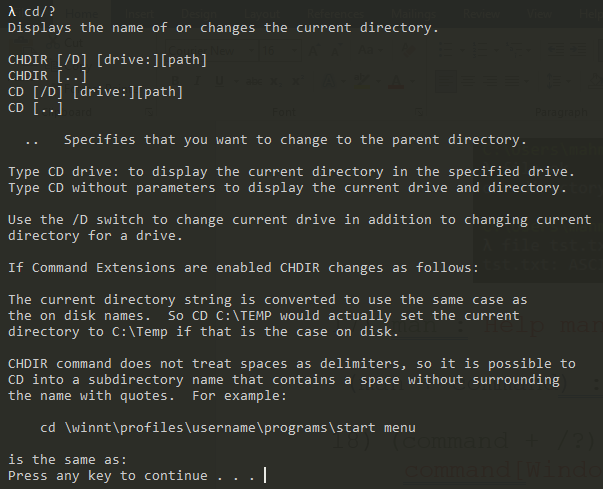 λ cd/?
Displays the name of or changes the current directory.
CHDIR [/D] [drive:][path]
CHDIR [..]
CD [/D] [drive:][path]
CD [..]
.. Specifies that you want to change to the parent directory.
Type CD drive: to display the current directory in the specified drive.
Type CD without parameters to display the current drive and directory.
Use the /D switch to change current drive in addition to changing current
directory for a drive.
If Command Extensions are enabled CHDIR changes as follows:
The current directory string is converted to use the same case as
the on disk names. So CD C:\TEMP would actually set the current
directory to C:\Temp if that is the case on disk.
CHDIR command does not treat spaces as delimiters, so it is possible to
CD into a subdirectory name that contains a space without surrounding
the name with quotes. For example:
cd \winnt\profiles\username\programs\start menu
is the same as:
Press any key to continue . . .